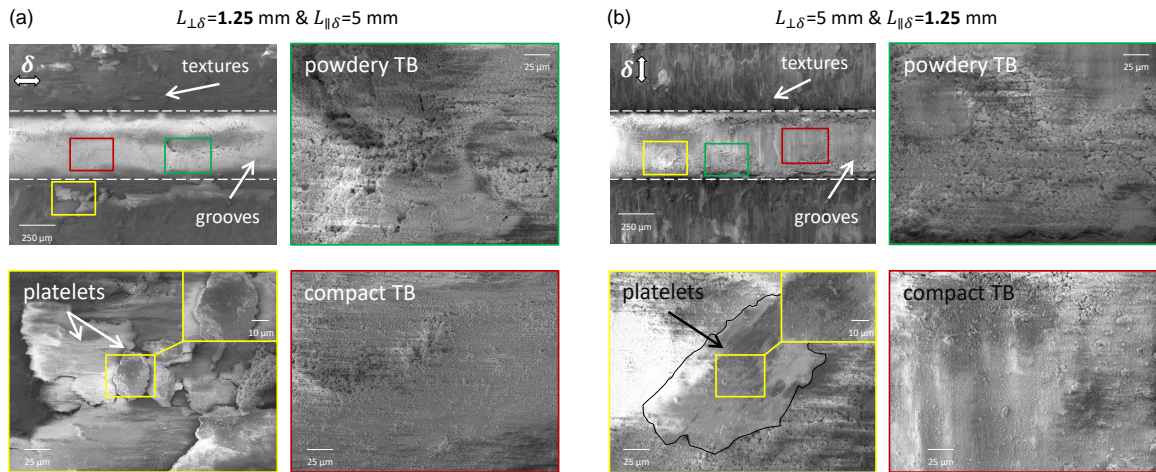 (a)
L⊥δ=1.25 mm & L∥δ=5 mm
δ
textures
grooves
250 µm
powdery TB
25 µm
platelets
10 µm
25 µm
compact TB
25 µm
(b)
L⊥δ=5 mm & L∥δ=1.25 mm
δ
textures
grooves
250 µm
powdery TB
25 µm
platelets
10 µm
25 µm
compact TB
25 µm